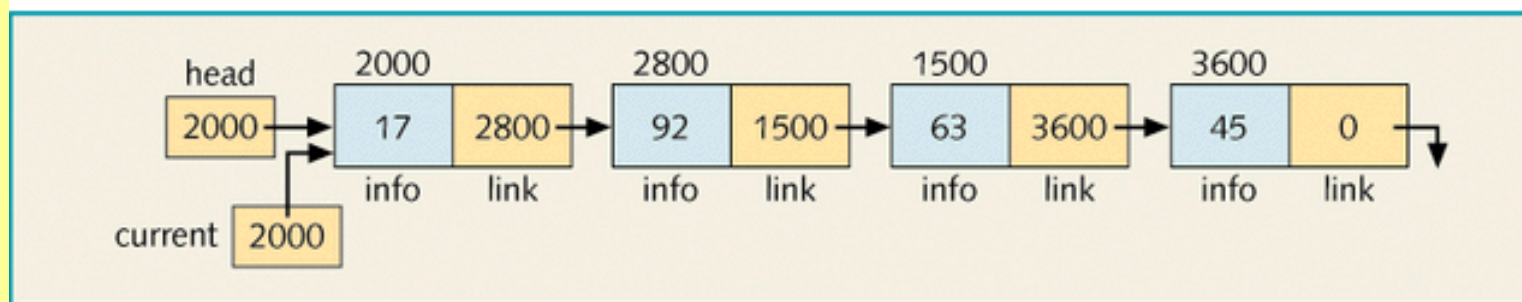 head 2000 2800 1500 3600
2000 17 2800 92 1500 63 3600 45 0
info link info link info link info link
current 2000